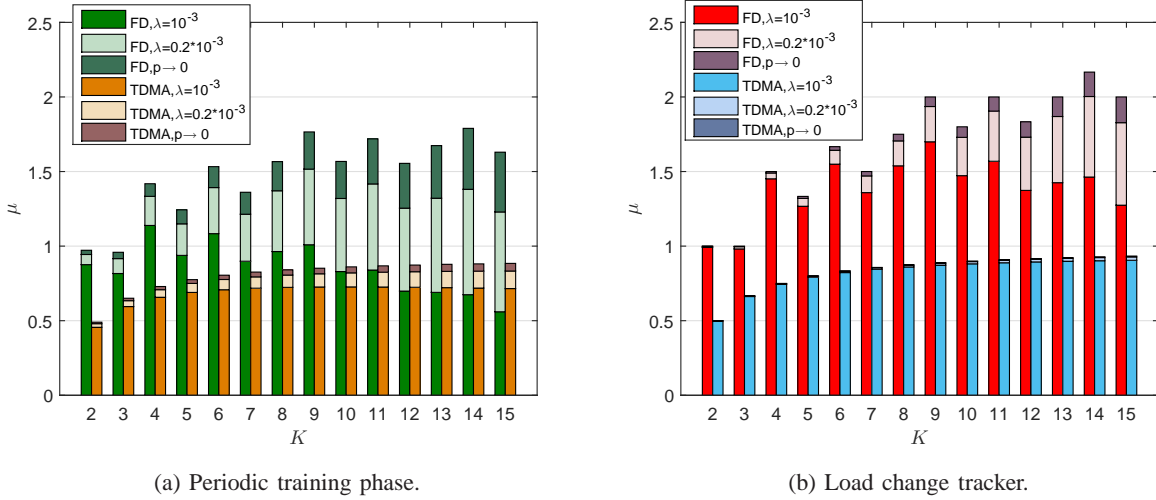 2.5
2
1.5
1
0.5
0
μ
2 3 4 5 6 7 8 9 10 11 12 13 14 15
K
FD,λ=10⁻³
FD,λ=0.2*10⁻³
FD,p→ 0
TDMA,λ=10⁻³
TDMA,λ=0.2*10⁻³
TDMA,p→ 0
(a) Periodic training phase.
2.5
2
1.5
1
0.5
0
μ
2 3 4 5 6 7 8 9 10 11 12 13 14 15
K
FD,λ=10⁻³
FD,λ=0.2*10⁻³
FD,p→ 0
TDMA,λ=10⁻³
TDMA,λ=0.2*10⁻³
TDMA,p→ 0
(b) Load change tracker.